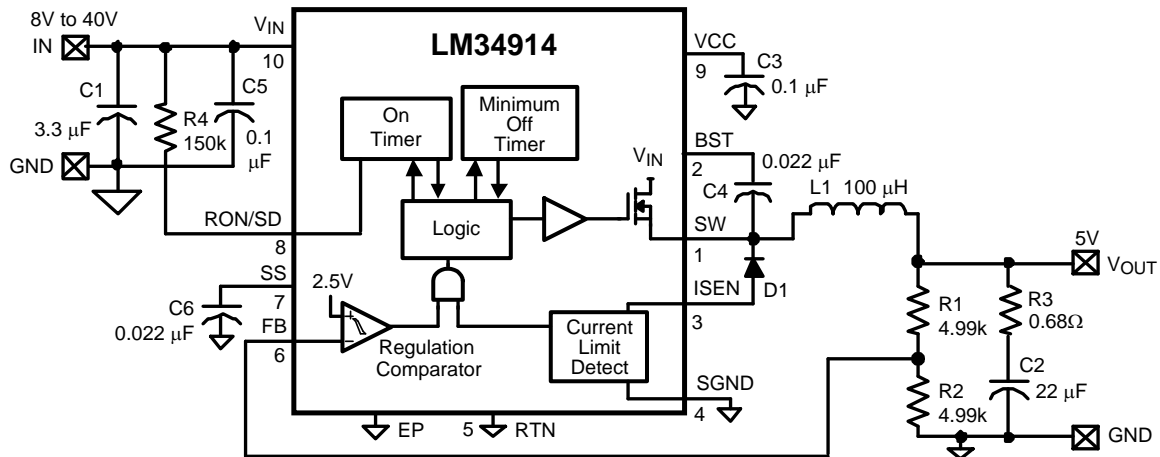 8V to 40V
IN
VIN
10
C1
3.3 µF
R4
150k
C5
0.1
µF
GND
RON/SD
8
SS
7
C6
0.022 µF
FB
6
LM34914
On
Timer
Minimum
Off
Timer
Logic
VIN
2.5V
+
−
Regulation
Comparator
Current
Limit
Detect
EP
5
RTN
VCC
9
C3
0.1 µF
BST
2
0.022 µF
C4
L1
100 µH
SW
1
D1
ISEN
3
SGND
4
5V
VOUT
R1
4.99k
R3
0.68Ω
R2
4.99k
C2
22 µF
GND